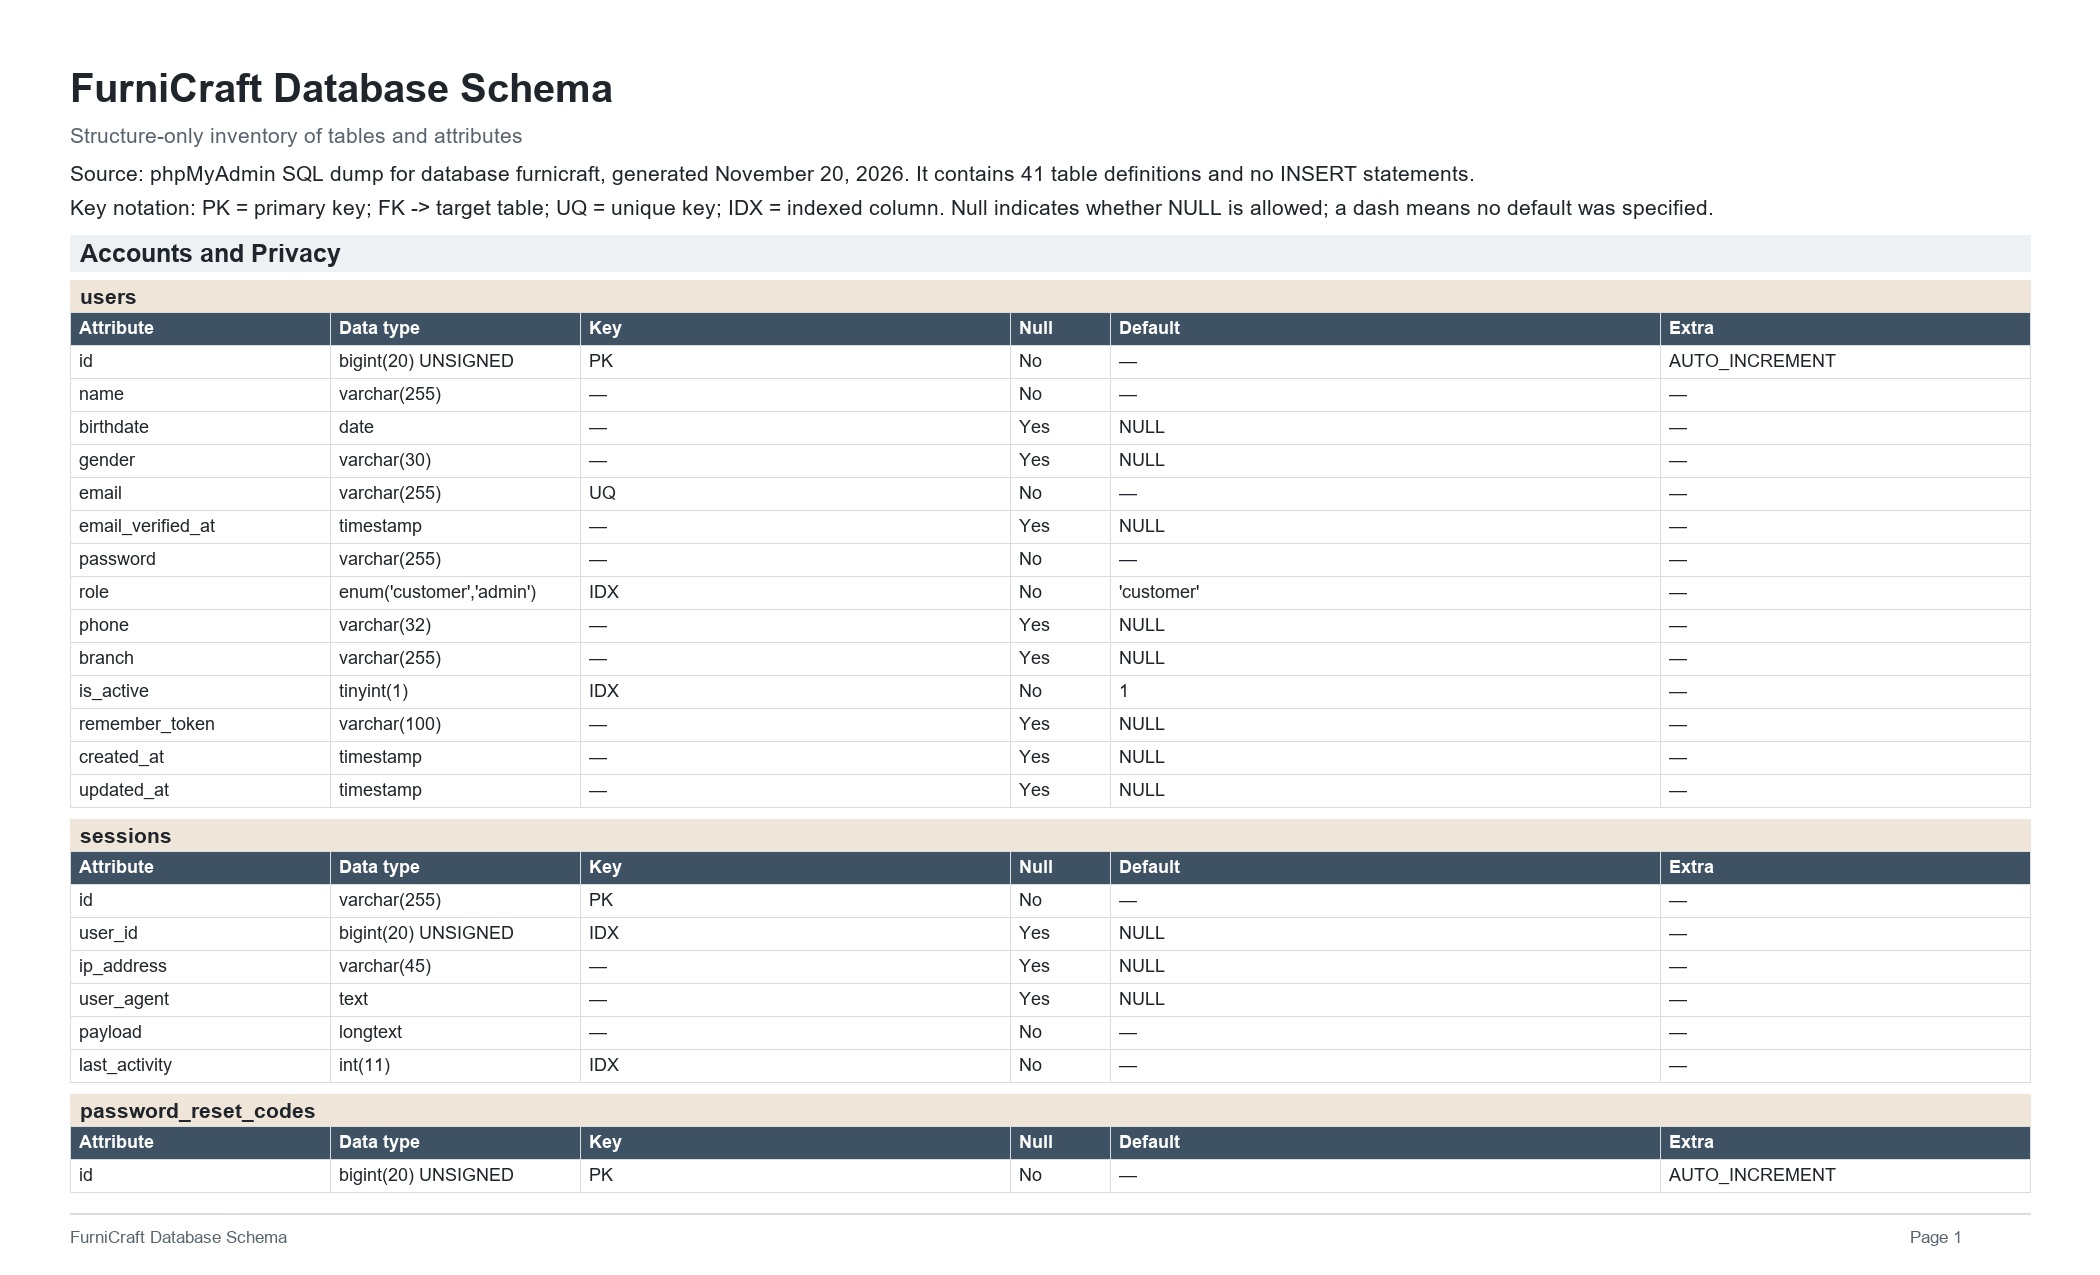 FurniCraft Database Schema
Structure-only inventory of tables and attributes
Source: phpMyAdmin SQL dump for database furnicraft, generated November 20, 2026. It contains 41 table definitions and no INSERT statements.
Key notation: PK = primary key; FK -> target table; UQ = unique key; IDX = indexed column. Null indicates whether NULL is allowed; a dash means no default was specified.
Accounts and Privacy
users
Attribute Data type Key Null Default Extra
id bigint(20) UNSIGNED PK No — AUTO_INCREMENT
name varchar(255) — No — —
birthdate date — Yes NULL —
gender varchar(30) — Yes NULL —
email varchar(255) UQ No — —
email_verified_at timestamp — Yes NULL —
password varchar(255) — No — —
role enum('customer','admin') IDX No 'customer' —
phone varchar(32) — Yes NULL —
branch varchar(255) — Yes NULL —
is_active tinyint(1) IDX No 1 —
remember_token varchar(100) — Yes NULL —
created_at timestamp — Yes NULL —
updated_at timestamp — Yes NULL —
sessions
Attribute Data type Key Null Default Extra
id varchar(255) PK No — —
user_id bigint(20) UNSIGNED IDX Yes NULL —
ip_address varchar(45) — Yes NULL —
user_agent text — Yes NULL —
payload longtext — No — —
last_activity int(11) IDX No — —
password_reset_codes
Attribute Data type Key Null Default Extra
id bigint(20) UNSIGNED PK No — AUTO_INCREMENT
FurniCraft Database Schema Page 1